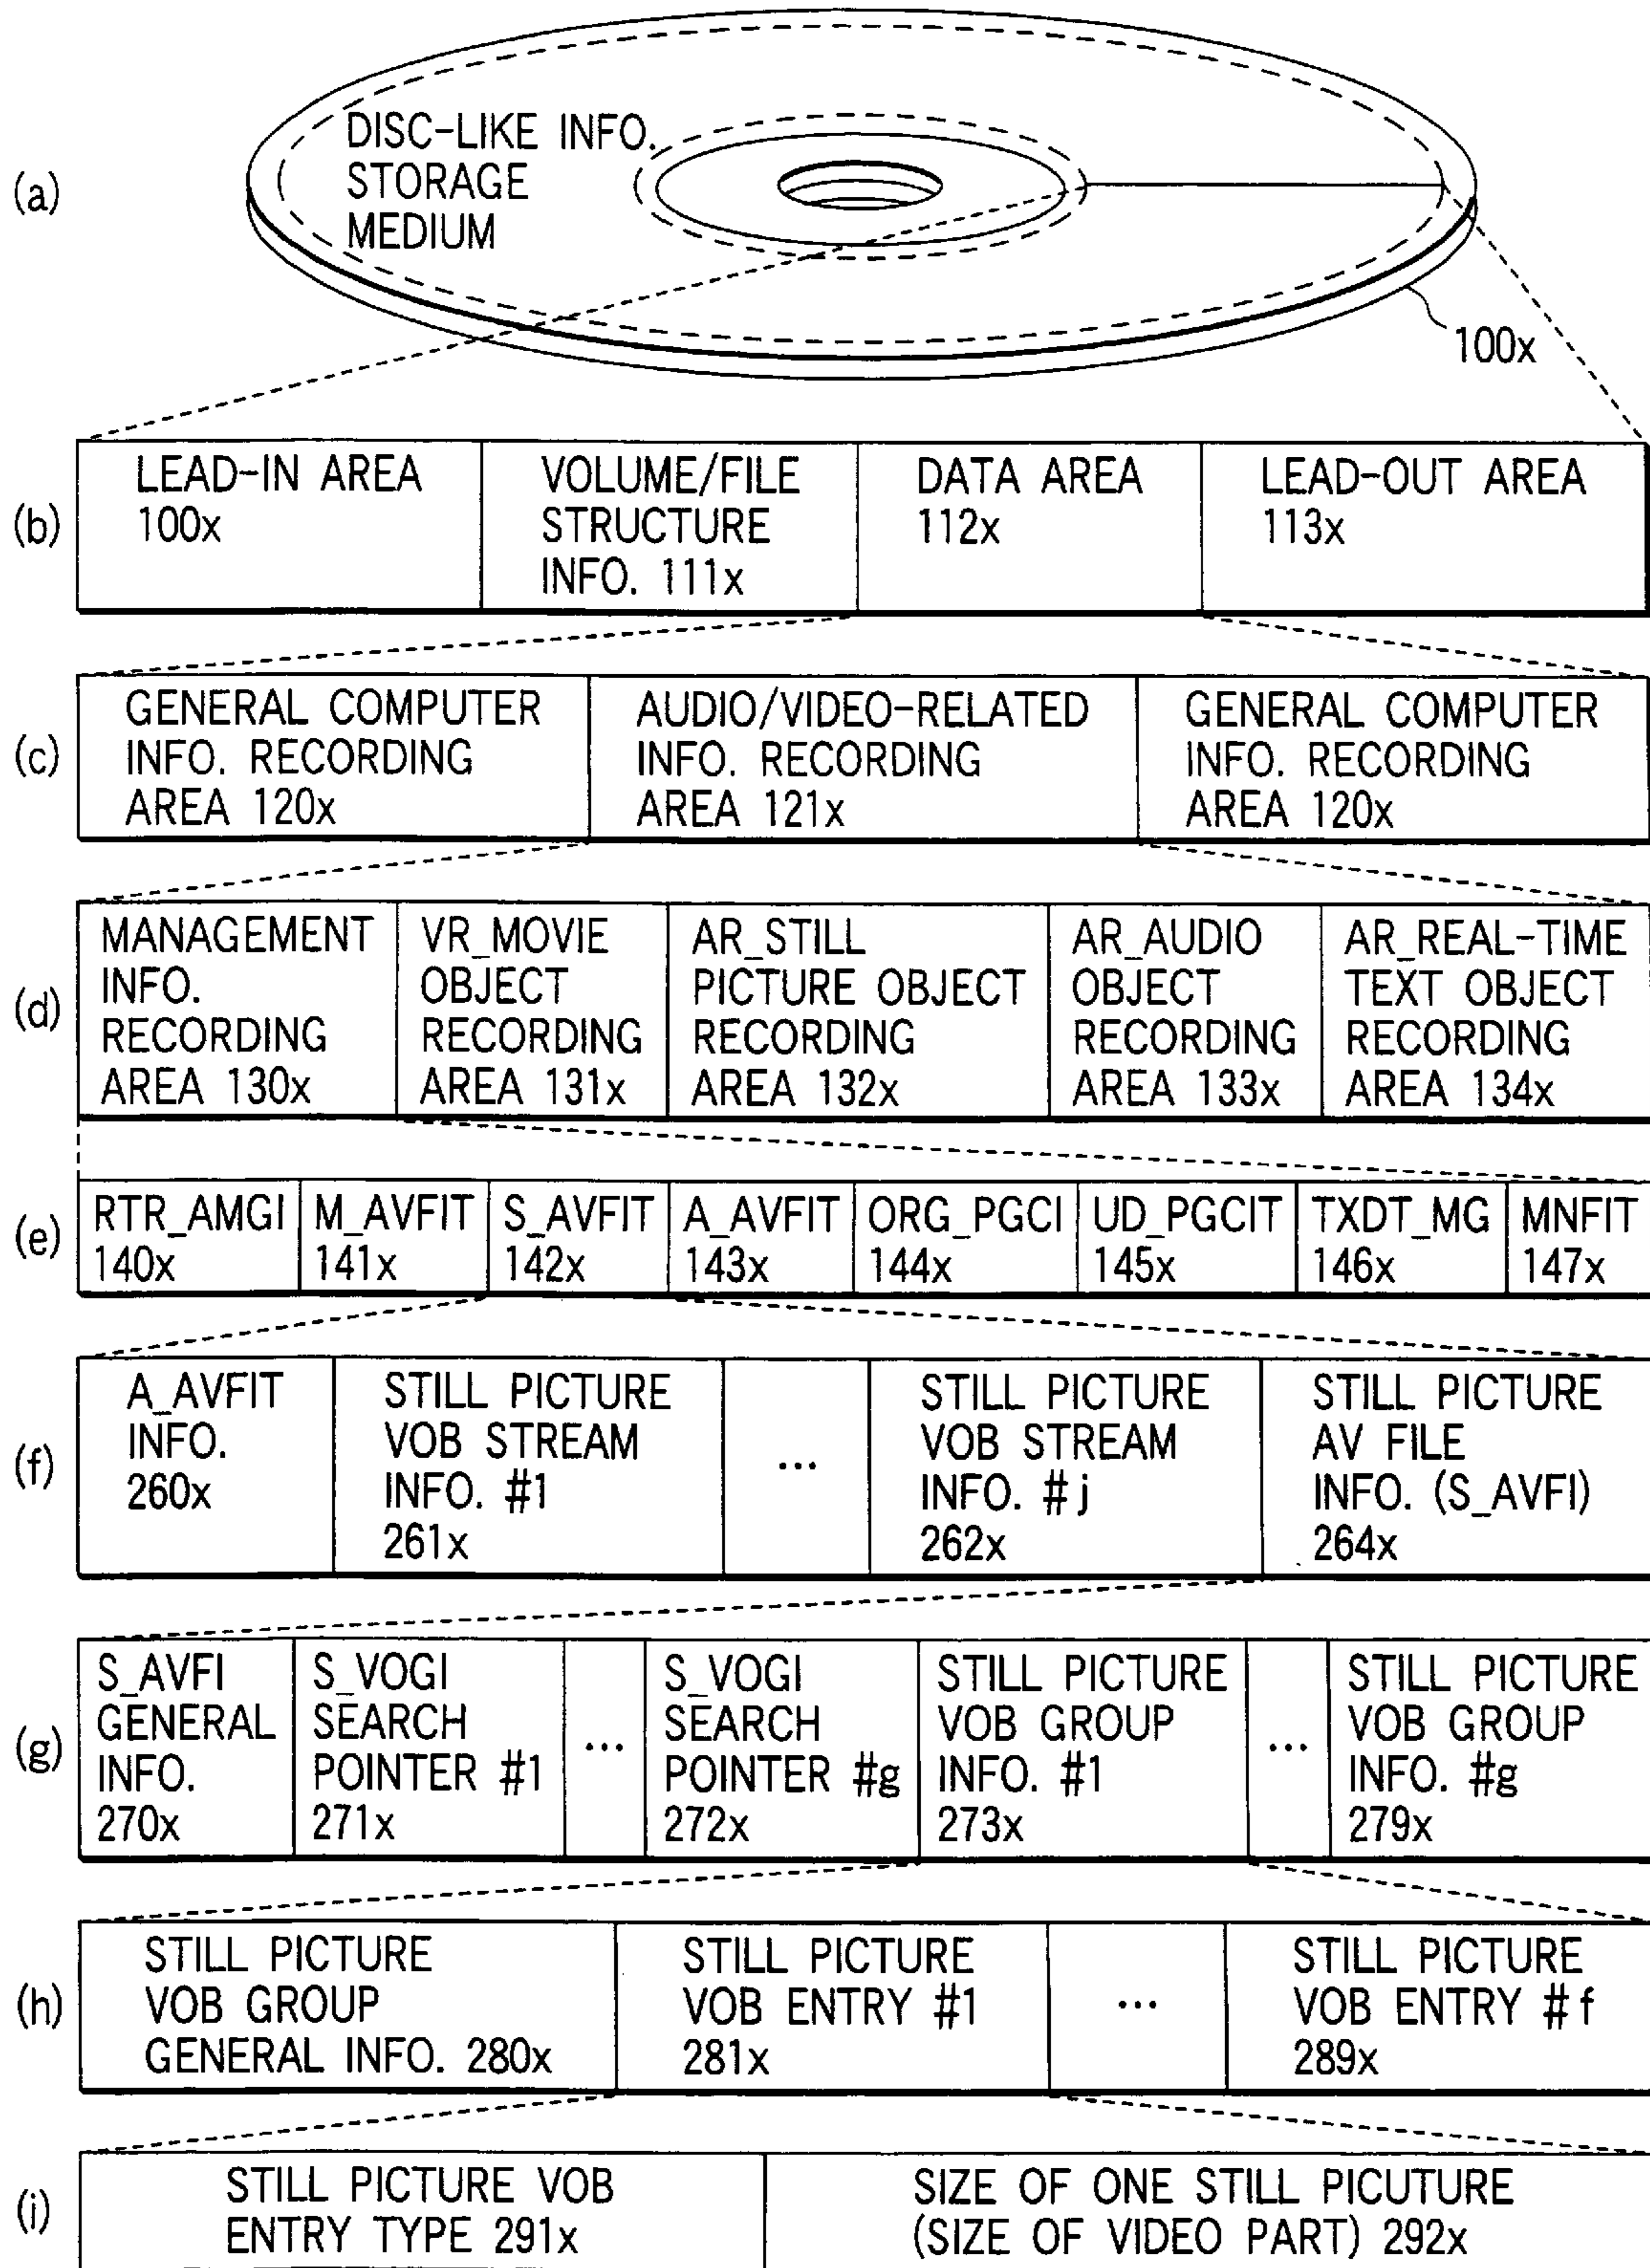 (a)
DISC-LIKE INFO.
STORAGE
MEDIUM
100x
(b)
LEAD-IN AREA
100x
VOLUME/FILE
STRUCTURE
INFO. 111x
DATA AREA
112x
LEAD-OUT AREA
113x
(c)
GENERAL COMPUTER
INFO. RECORDING
AREA 120x
AUDIO/VIDEO-RELATED
INFO. RECORDING
AREA 121x
GENERAL COMPUTER
INFO. RECORDING
AREA 120x
(d)
MANAGEMENT
INFO.
RECORDING
AREA 130x
VR_MOVIE
OBJECT
RECORDING
AREA 131x
AR_STILL
PICTURE OBJECT
RECORDING
AREA 132x
AR_AUDIO
OBJECT
RECORDING
AREA 133x
AR_REAL-TIME
TEXT OBJECT
RECORDING
AREA 134x
(e)
RTR_AMGI
140x
M_AVFIT
141x
S_AVFIT
142x
A_AVFIT
143x
ORG_PGCI
144x
UD_PGCIT
145x
TXDT_MG
146x
MNFIT
147x
(f)
A_AVFIT
INFO.
260x
STILL PICTURE
VOB STREAM
INFO. #1
261x
...
STILL PICTURE
VOB STREAM
INFO. #j
262x
STILL PICTURE
AV FILE
INFO. (S_AVFI)
264x
(g)
S_AVFI
GENERAL
INFO.
270x
S_VOGI
SEARCH
POINTER #1
271x
...
S_VOGI
SEARCH
POINTER #g
272x
STILL PICTURE
VOB GROUP
INFO. #1
273x
...
STILL PICTURE
VOB GROUP
INFO. #g
279x
(h)
STILL PICTURE
VOB GROUP
GENERAL INFO. 280x
STILL PICTURE
VOB ENTRY #1
281x
...
STILL PICTURE
VOB ENTRY #f
289x
(i)
STILL PICTURE VOB
ENTRY TYPE 291x
SIZE OF ONE STILL PICUTURE
(SIZE OF VIDEO PART) 292x